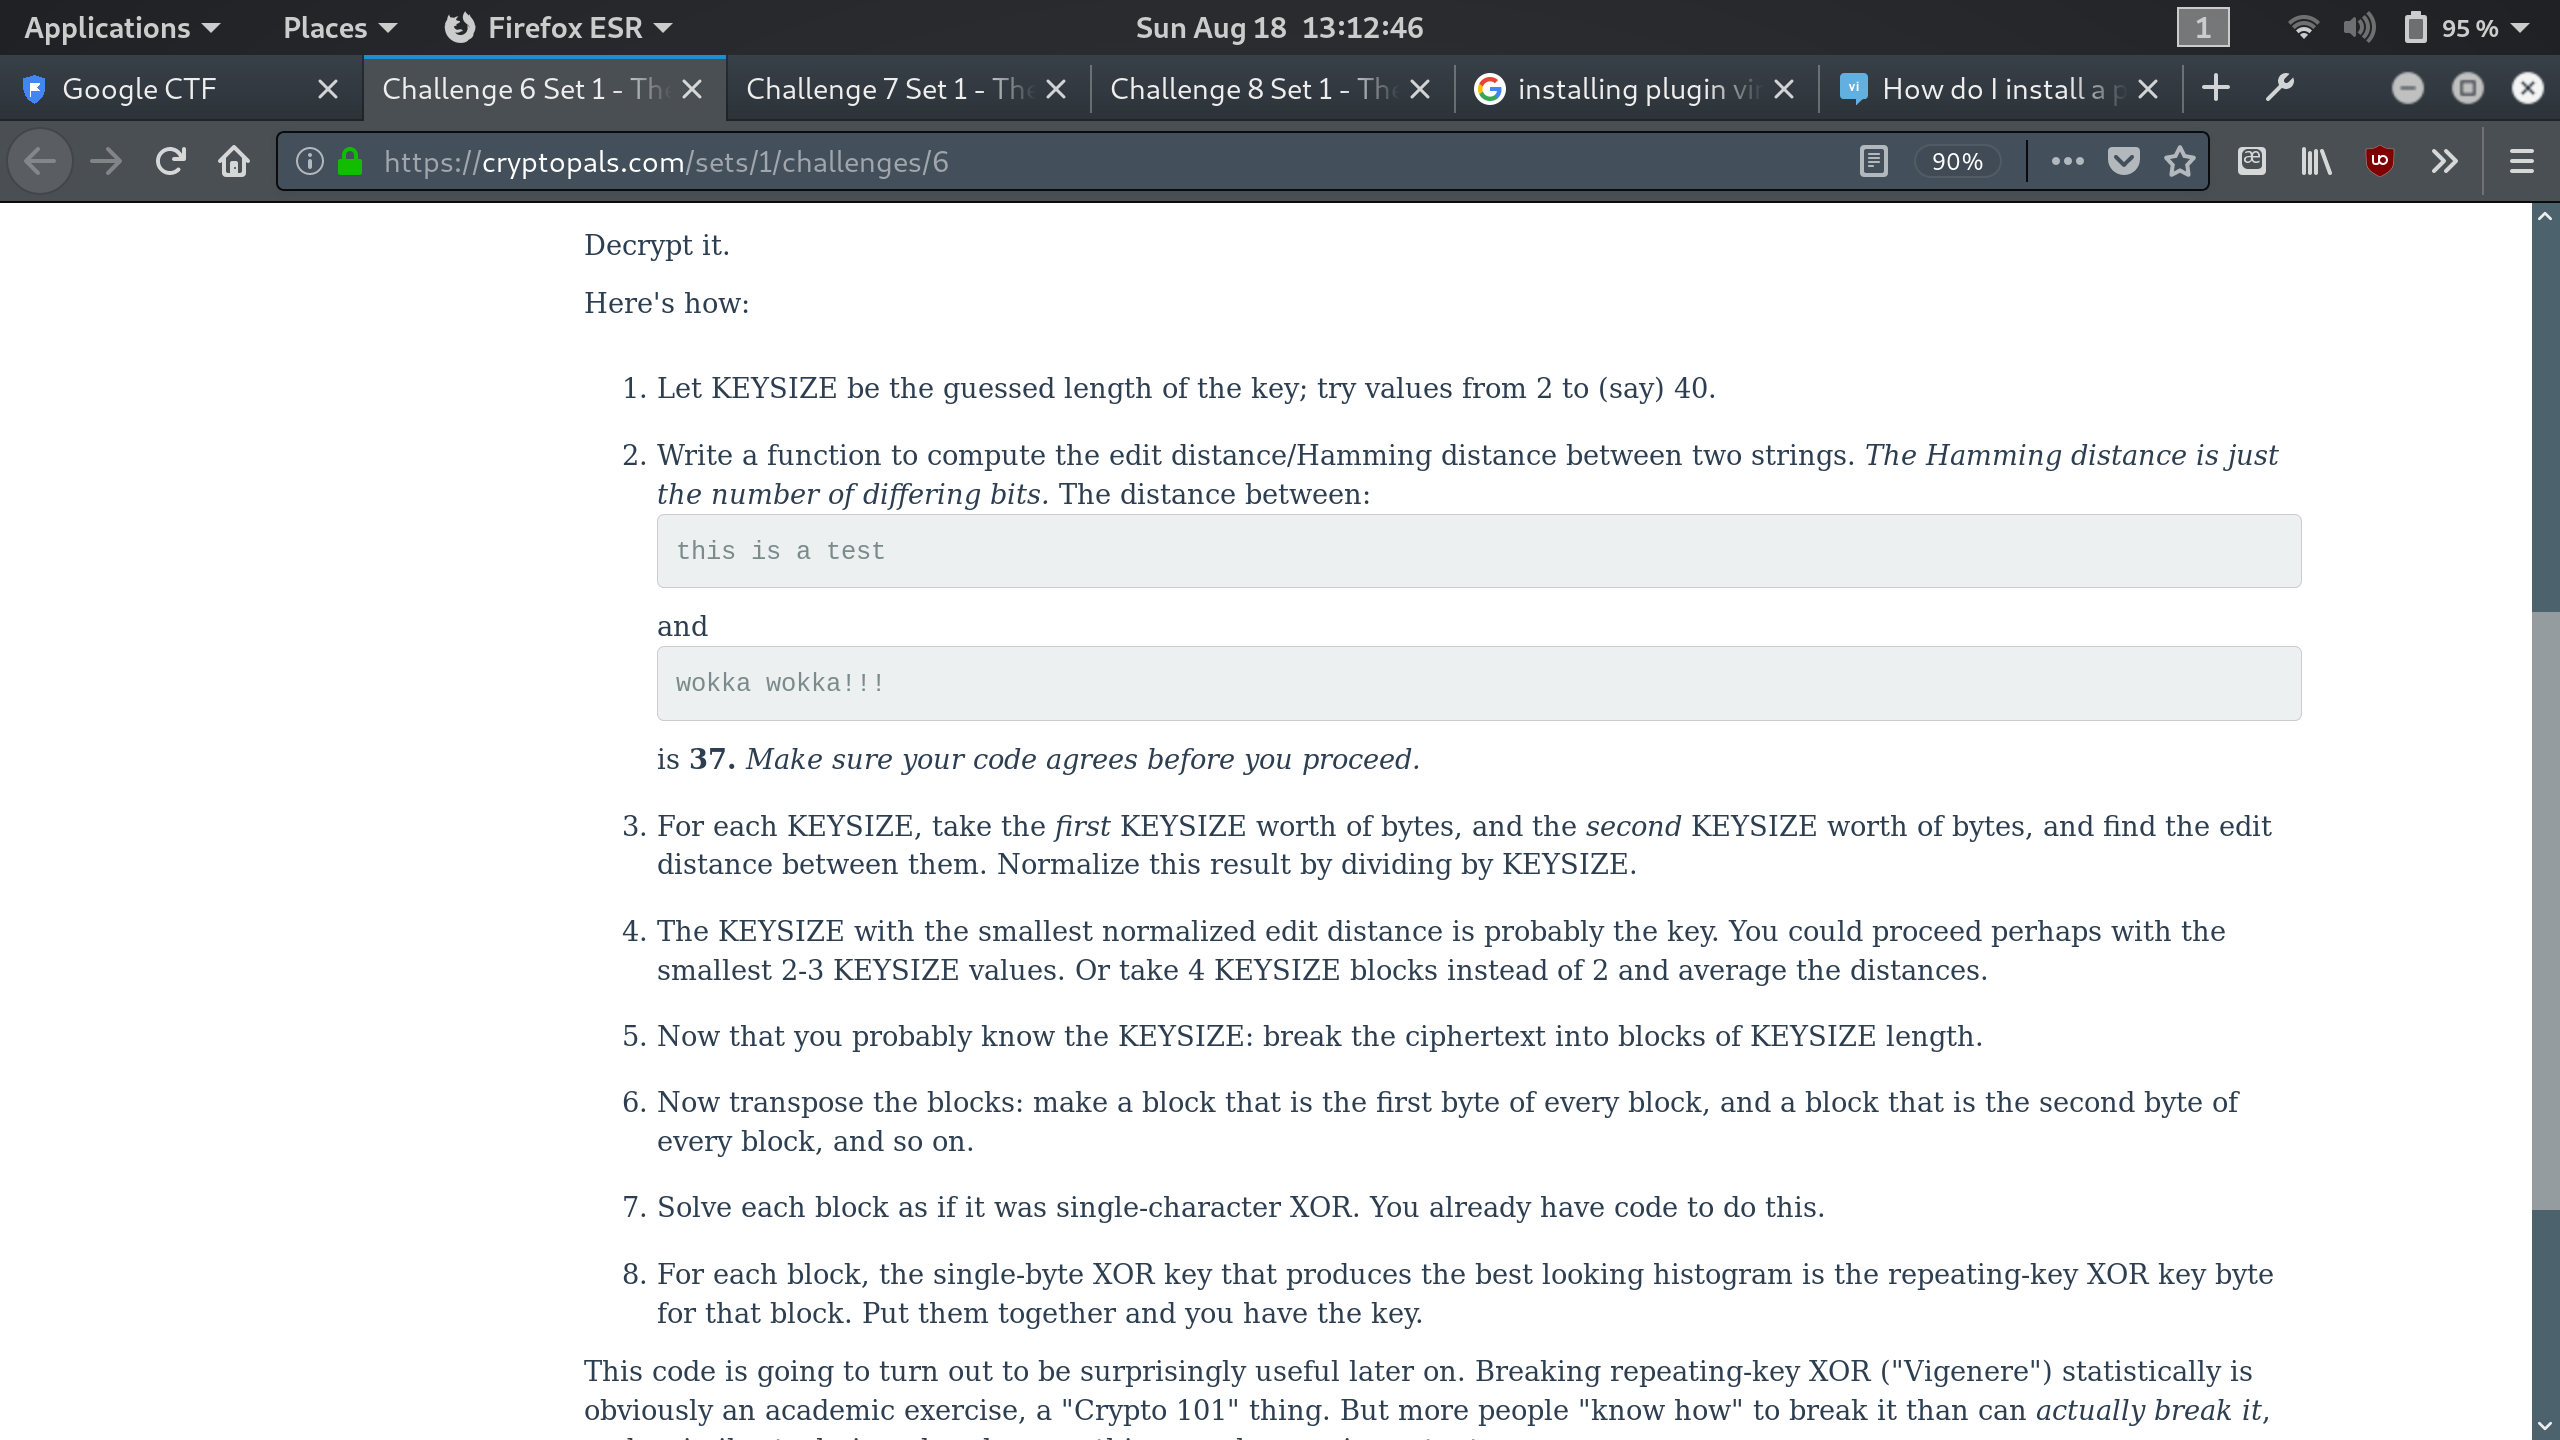 Applications Places Firefox ESR Sun Aug 18 13:12:46 1 95 %
Google CTF Challenge 6 Set 1 - The Challenge 7 Set 1 - The Challenge 8 Set 1 - The installing plugin vi How do I install a p
https://cryptopals.com/sets/1/challenges/6 90%
Decrypt it.
Here's how:
1. Let KEYSIZE be the guessed length of the key; try values from 2 to (say) 40.
2. Write a function to compute the edit distance/Hamming distance between two strings. The Hamming distance is just
the number of differing bits. The distance between:
this is a test
and
wokka wokka!!!
is 37. Make sure your code agrees before you proceed.
3. For each KEYSIZE, take the first KEYSIZE worth of bytes, and the second KEYSIZE worth of bytes, and find the edit
distance between them. Normalize this result by dividing by KEYSIZE.
4. The KEYSIZE with the smallest normalized edit distance is probably the key. You could proceed perhaps with the
smallest 2-3 KEYSIZE values. Or take 4 KEYSIZE blocks instead of 2 and average the distances.
5. Now that you probably know the KEYSIZE: break the ciphertext into blocks of KEYSIZE length.
6. Now transpose the blocks: make a block that is the first byte of every block, and a block that is the second byte of
every block, and so on.
7. Solve each block as if it was single-character XOR. You already have code to do this.
8. For each block, the single-byte XOR key that produces the best looking histogram is the repeating-key XOR key byte
for that block. Put them together and you have the key.
This code is going to turn out to be surprisingly useful later on. Breaking repeating-key XOR ("Vigenere") statistically is
obviously an academic exercise, a "Crypto 101" thing. But more people "know how" to break it than can actually break it,